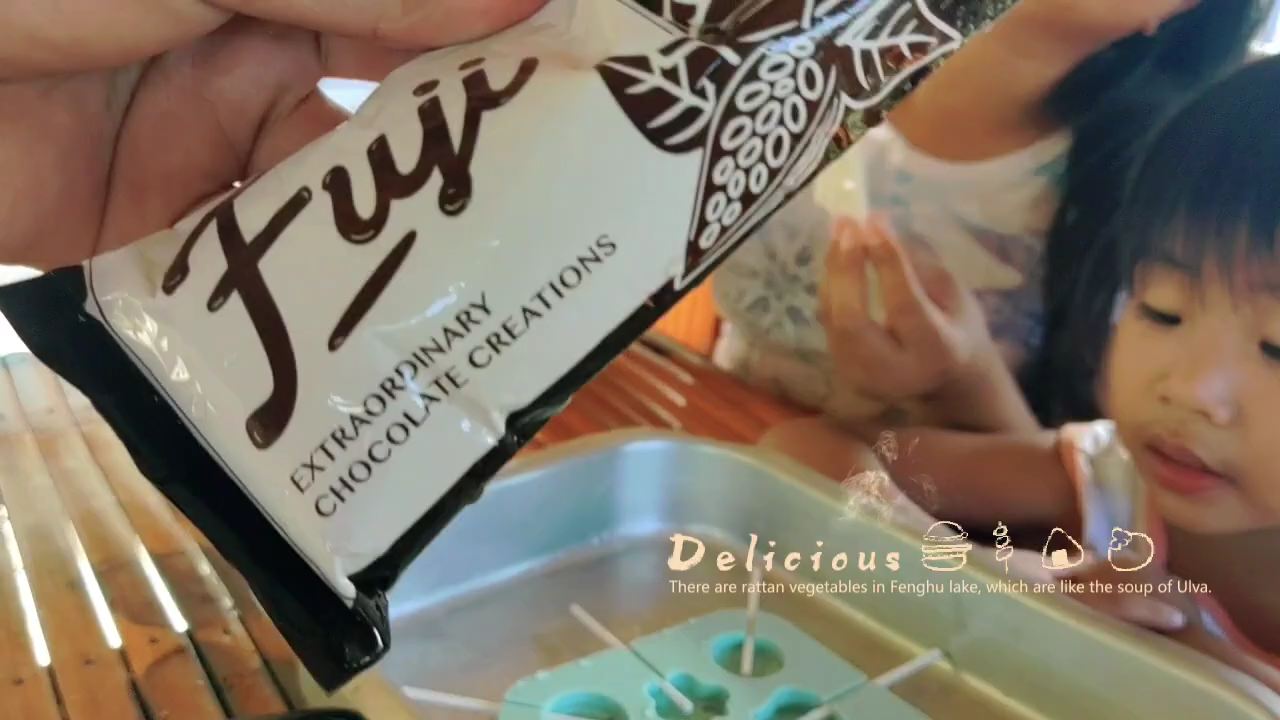 Fuji
EXTRAORDINARY
CHOCOLATE CREATIONS
Delicious
There are rattan vegetables in Fenghu lake, which are like the soup of Ulva.